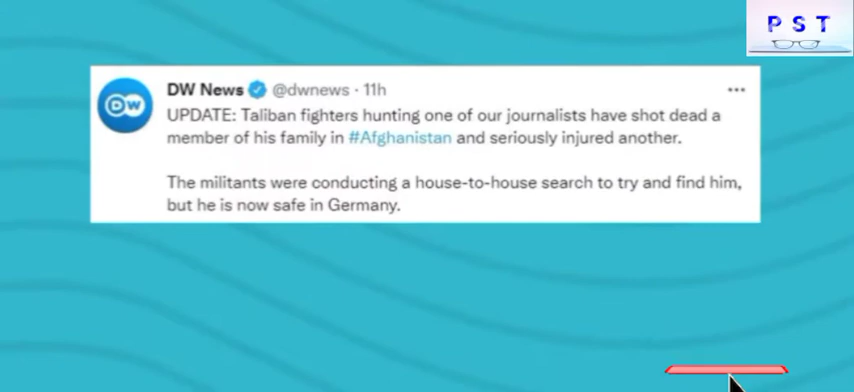 P S T
DW News @dwnews · 11h
DW
UPDATE: Taliban fighters hunting one of our journalists have shot dead a
member of his family in #Afghanistan and seriously injured another.
The militants were conducting a house-to-house search to try and find him,
but he is now safe in Germany.